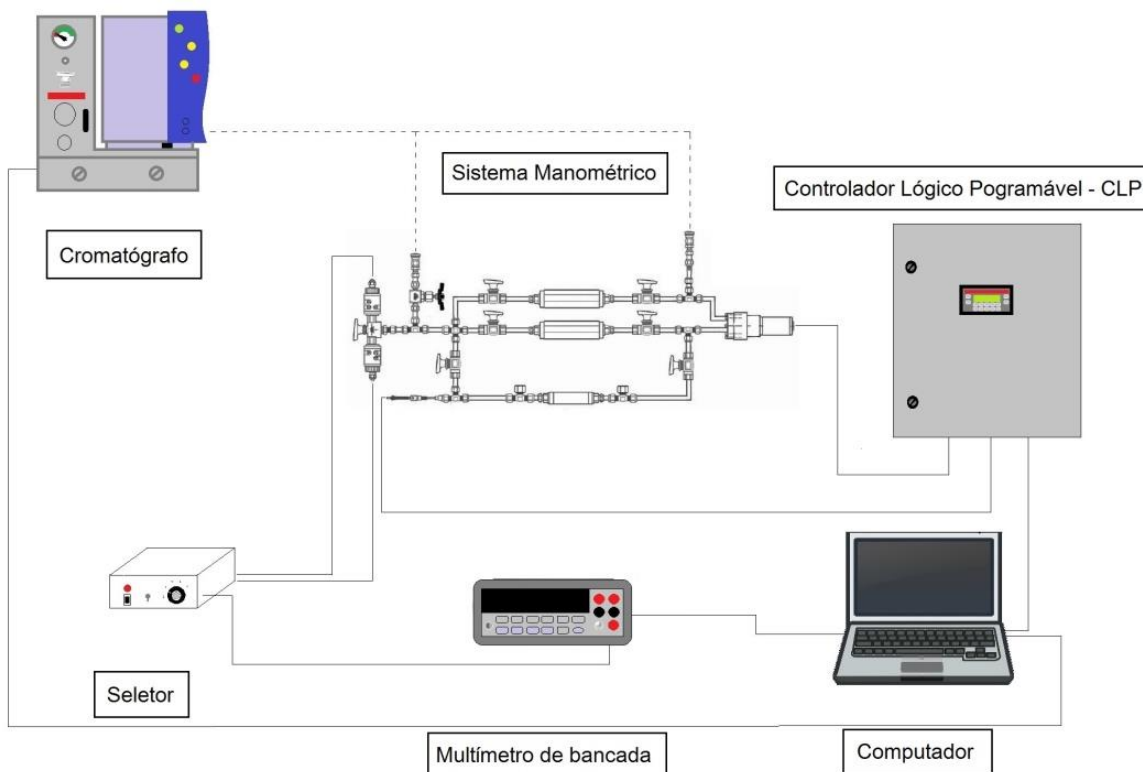 Sistema Manométrico
Controlador Lógico Pogramável - CLP
Cromatógrafo
Seletor
Multímetro de bancada
Computador